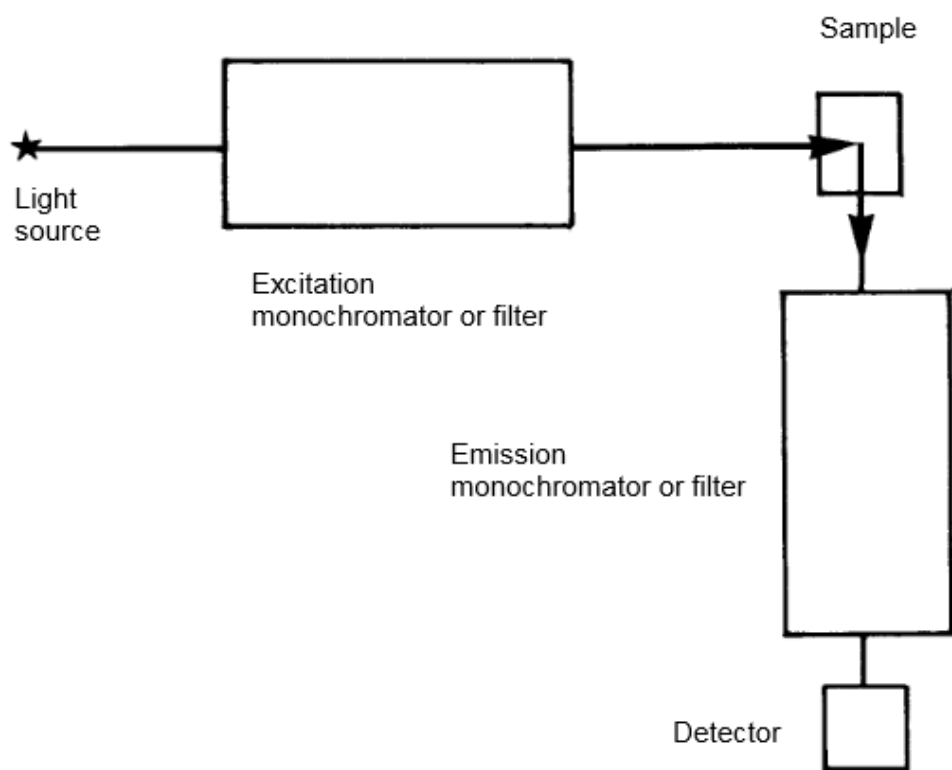 Sample
Light
source
Excitation
monochromator or filter
Emission
monochromator or filter
Detector